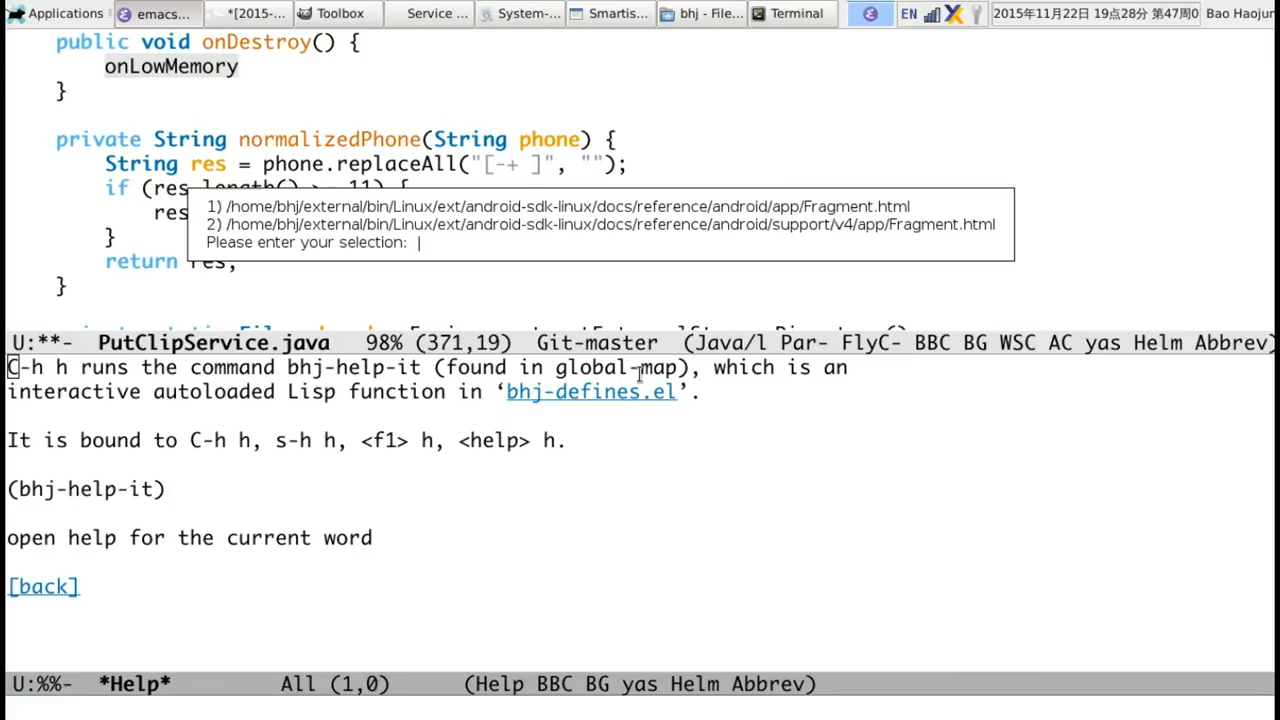 Applications emacs... *[2015-... Toolbox Service ... System-... Smartis... bhj - File... Terminal EN 2015年11月22日 19点28分 第47周0 Bao Haojun
public void onDestroy() {
onLowMemory
}
private String normalizedPhone(String phone) {
String res = phone.replaceAll("[-+ ]", "");
if (res.length() >= 11) {
1) /home/bhj/external/bin/Linux/ext/android-sdk-linux/docs/reference/android/app/Fragment.html
res
2) /home/bhj/external/bin/Linux/ext/android-sdk-linux/docs/reference/android/support/v4/app/Fragment.html
}
Please enter your selection:
return res;
}
U:**- PutClipService.java 98% (371,19) Git-master (Java/l Par- FlyC- BBC BG WSC AC yas Helm Abbrev)
C-h h runs the command bhj-help-it (found in global-map), which is an
interactive autoloaded Lisp function in ‘bhj-defines.el’.
It is bound to C-h h, s-h h, <f1> h, <help> h.
(bhj-help-it)
open help for the current word
[back]
U:%%- *Help* All (1,0) (Help BBC BG yas Helm Abbrev)